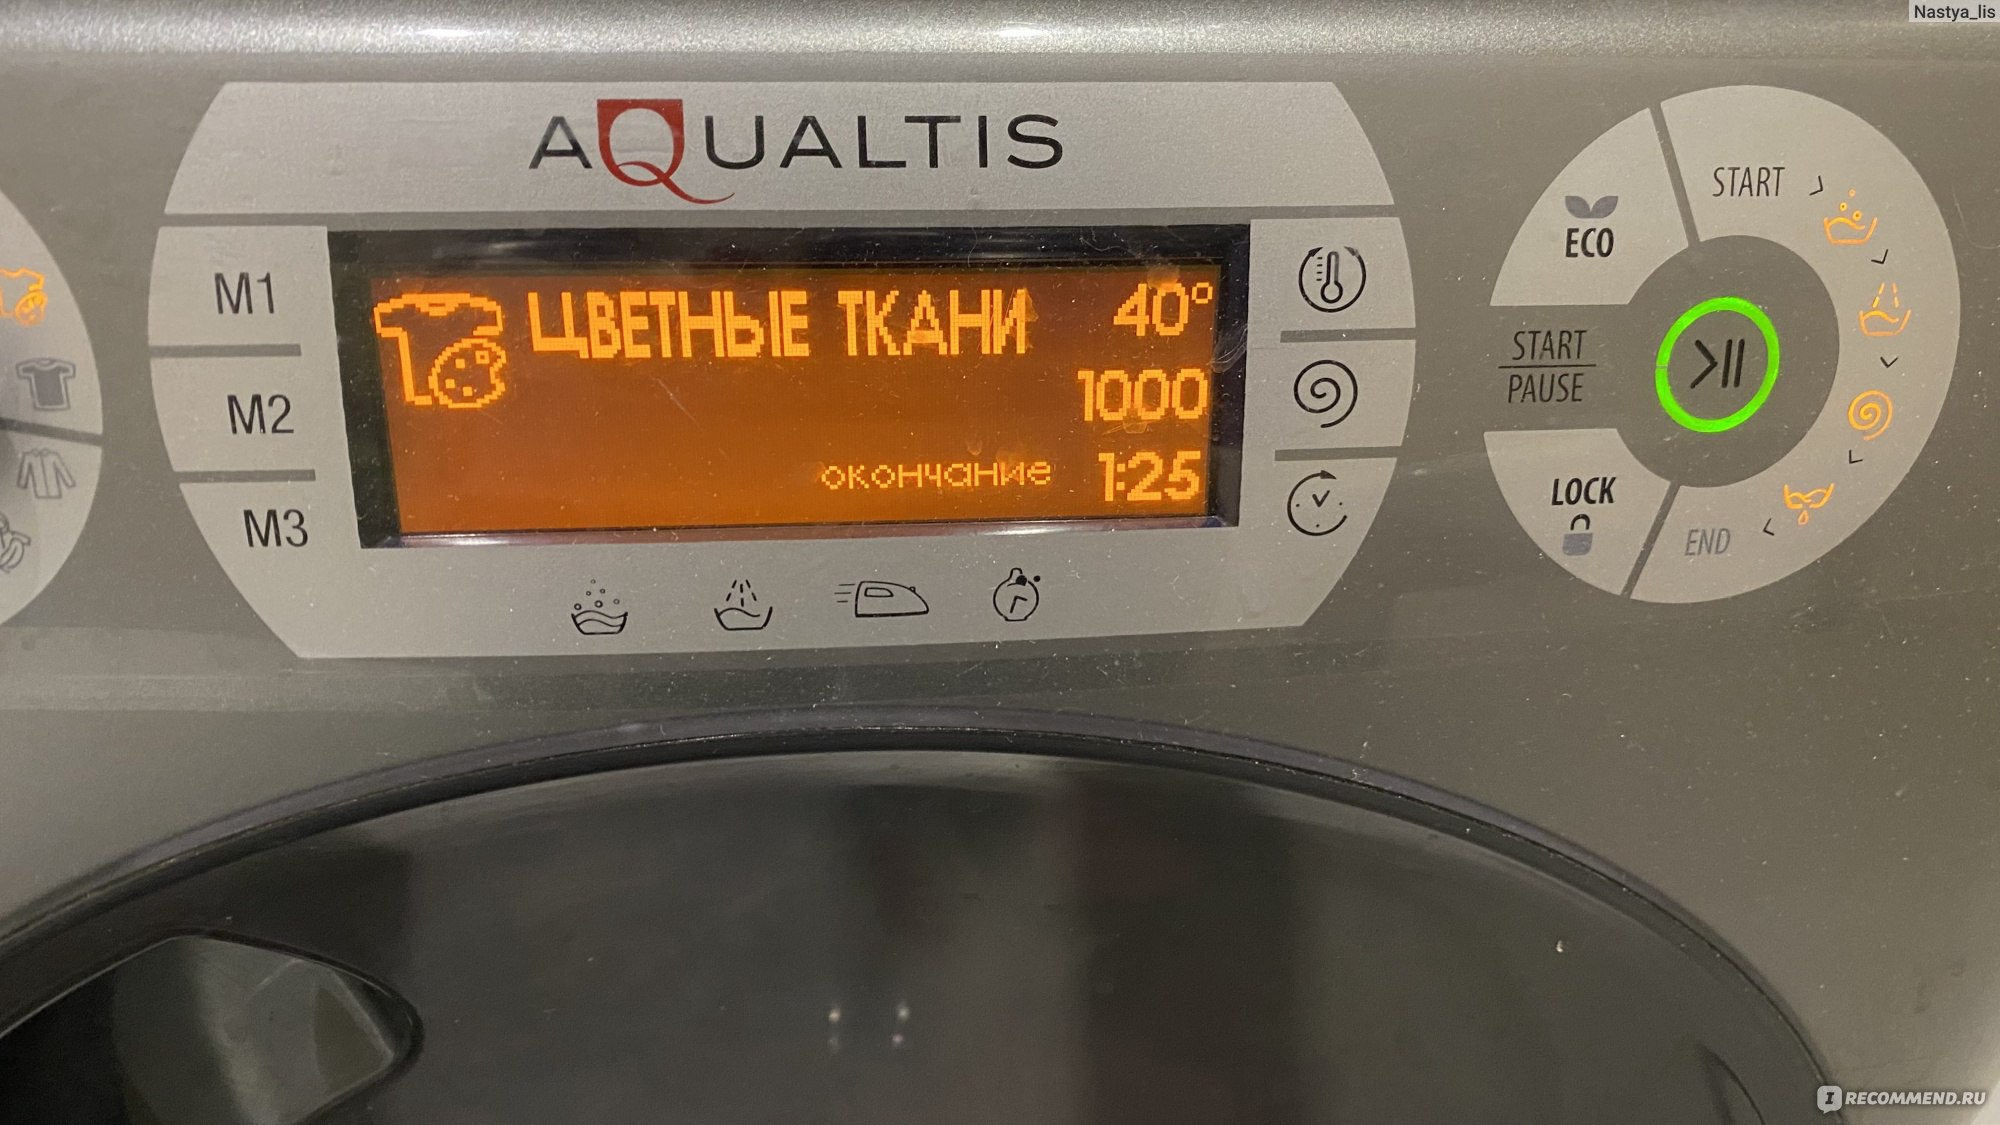 Nastya_lis
AQUALTIS
M1
M2
M3
ЦВЕТНЫЕ ТКАНИ 40°
1000
окончание 1:25
ECO
START
START
PAUSE
LOCK
END
I RECOMMEND.RU